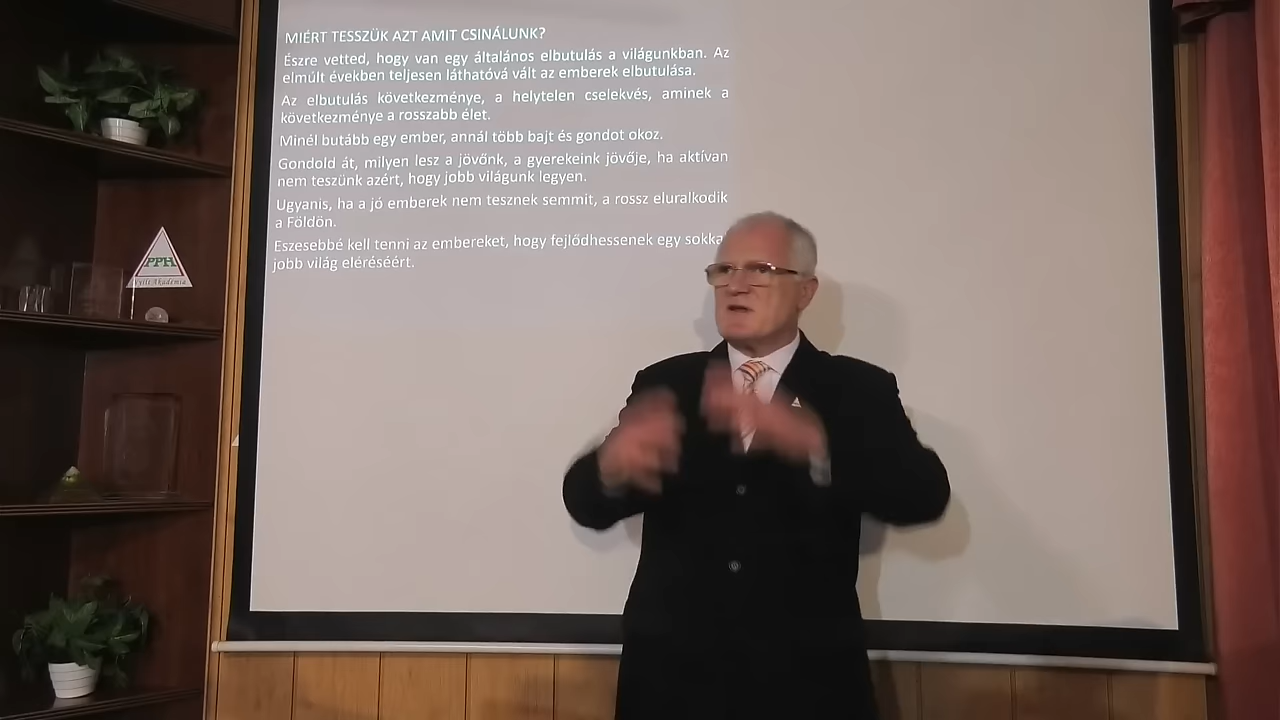 MIÉRT TESSZÜK AZT AMIT CSINÁLUNK?
Észre vetted, hogy van egy általános elbutulás a világunkban. Az
elmúlt években teljesen láthatóvá vált az emberek elbutulása.
Az elbutulás következménye, a helytelen cselekvés, aminek a
következménye a rosszabb élet.
Minél butább egy ember, annál több bajt és gondot okoz.
Gondold át, milyen lesz a jövőnk, a gyerekeink jövője, ha aktívan
nem teszünk azért, hogy jobb világunk legyen.
Ugyanis, ha a jó emberek nem tesznek semmit, a rossz eluralkodik
a Földön.
Eszesebbé kell tenni az embereket, hogy fejlődhessenek egy sokka
jobb világ eléréséért.
PPH
Nyílt Akadémia